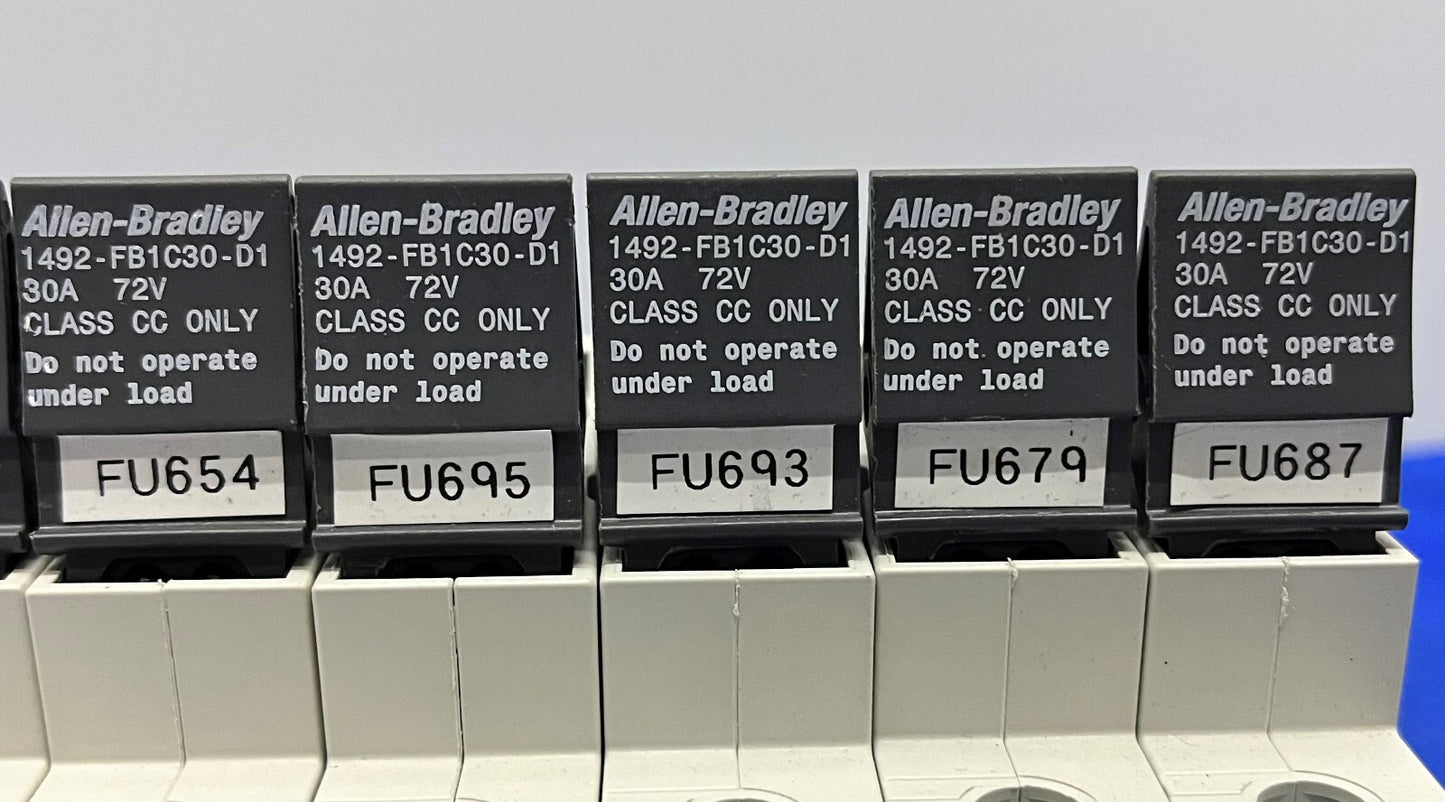 Allen-Bradley
1492-FB1C30-D1
30A 72V
CLASS CC ONLY
Do not operate
under load
FU654
Allen-Bradley
1492-FB1C30-D1
30A 72V
CLASS CC ONLY
Do not operate
under load
FU695
Allen-Bradley
1492-FB1C30-D1
30A 72V
CLASS CC ONLY
Do not operate
under load
FU693
Allen-Bradley
1492-FB1C30-D1
30A 72V
CLASS CC ONLY
Do not operate
under load
FU679
Allen-Bradley
1492-FB1C30-D1
30A 72V
CLASS CC ONLY
Do not operate
under load
FU687